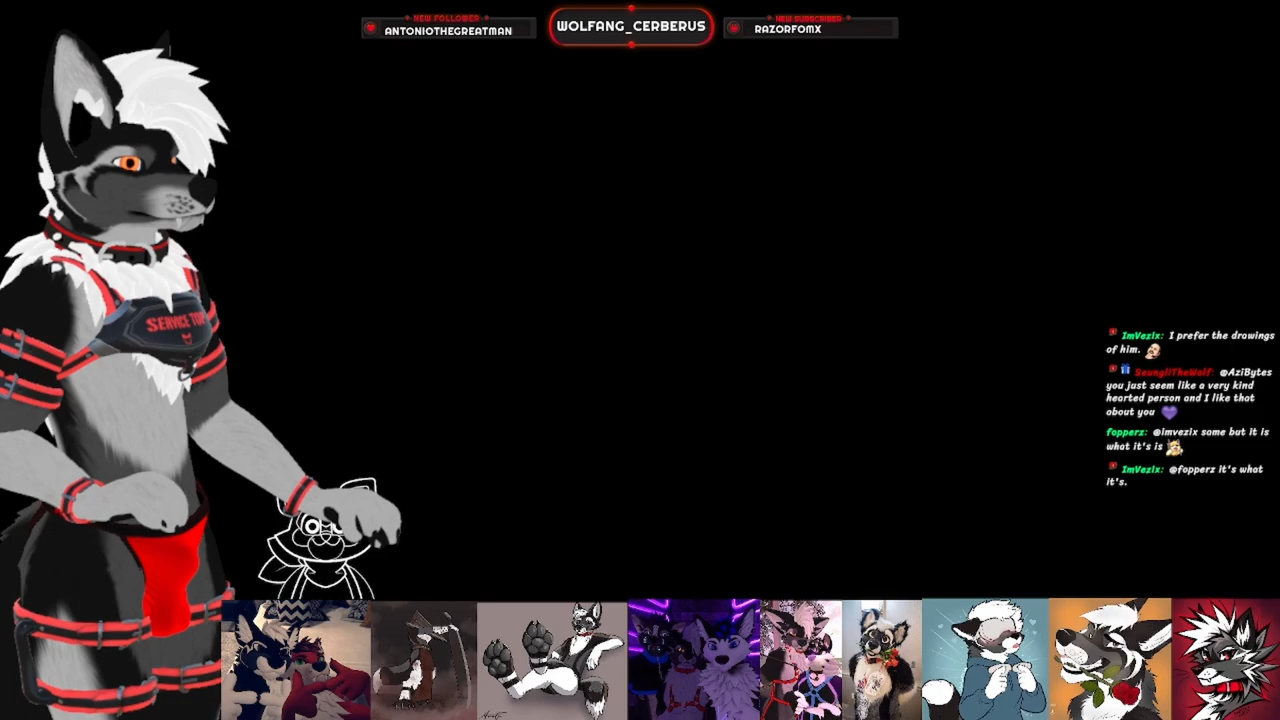 NEW FOLLOWER
ANTONIOTHEGREATMAN
WOLFANG_CERBERUS
NEW SUBSCRIBER
RAZORFOMX
SERVICE TOP
ImVezix: I prefer the drowings
of him.
SaungliTheWolf: @AziBytes
you just seem like a very kind
hearted person and I like that
about you
fopperz: @imvezix some but it is
what it's is
ImVezix: @fopperz it's what
it's.